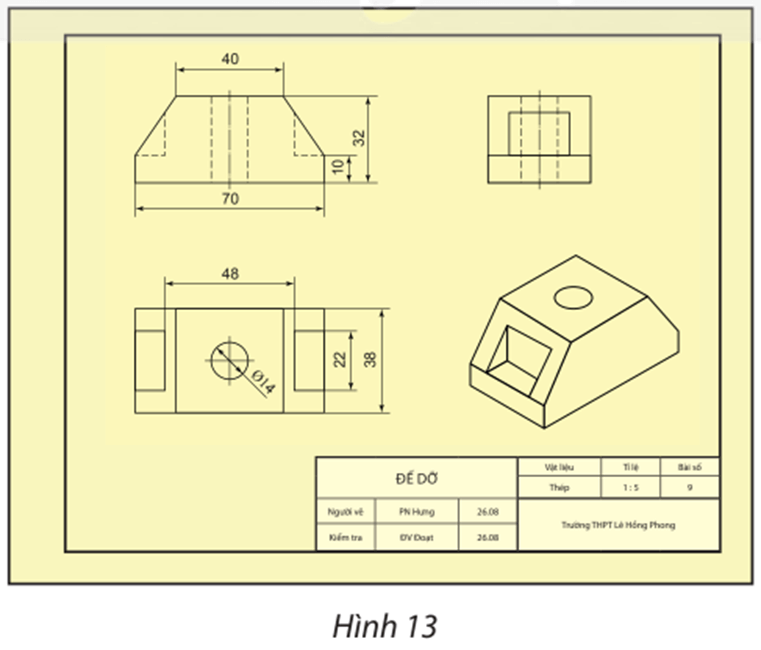 40
32
10
70
48
22
38
Ø14
ĐẾ DỠ
Vật liệu Tỉ lệ Bài số
Thép 1 : 5 9
Người vẽ PN Hưng 26.08
Kiểm tra ĐV Đoạt 26.08
Trường THPT Lê Hồng Phong
Hình 13